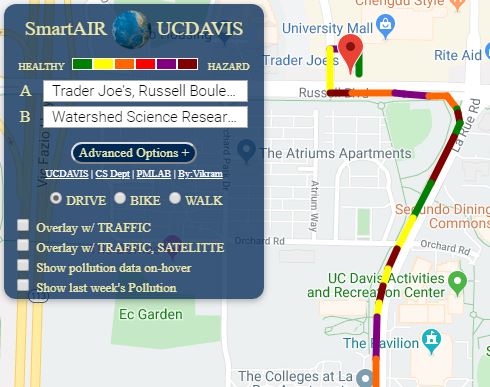 SmartAIR UCDAVIS
HEALTHY HAZARD
A Trader Joe's, Russell Boule...
B Watershed Science Resear...
Advanced Options +
UCDAVIS | CS Dept | PMLAB | By:Vikram
DRIVE BIKE WALK
Overlay w/ TRAFFIC
Overlay w/ TRAFFIC, SATELITTE
Show pollution data on-hover
Show last week's Pollution
Chengdu Style
University Mall
Trader Joe's
Rite Aid
Russell Blvd
La Rue Rd
The Atriums Apartments
Orchard Park Dr
Atrium Way
Segundo Dining
Commons
Orchard Rd
UC Davis Activities
and Recreation Center
113
Ec Garden
The Pavilion
The Colleges at La